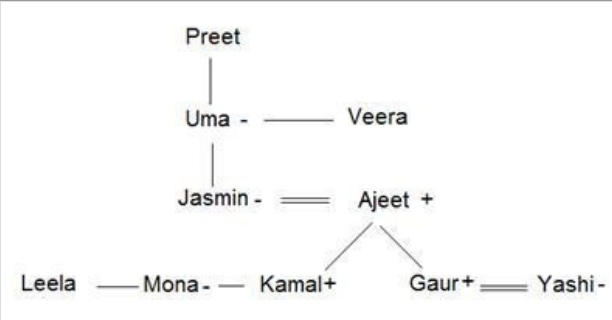 Preet
Uma - Veera
Jasmin - Ajeet +
Leela Mona - Kamal+ Gaur+ Yashi-